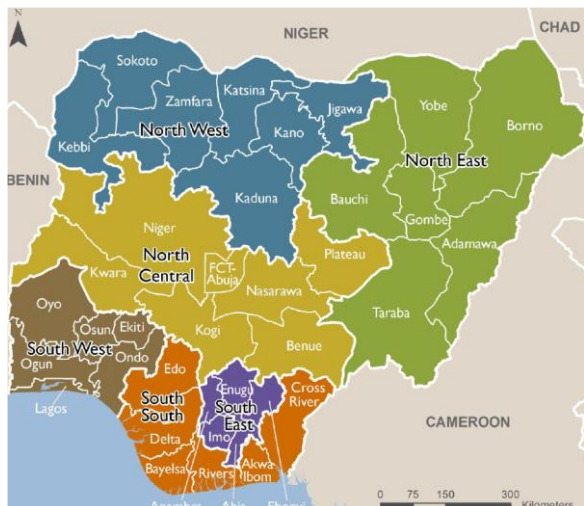 N
NIGER
CHAD
Sokoto
Katsina
Zamfara
Jigawa
Yobe
Borno
North West
Kano
Kebbi
North East
BENIN
Kaduna
Bauchi
Gombe
Niger
Adamawa
North
Central
Plateau
FCT-
Abuja
Kwara
Nasarawa
Oyo
Taraba
Kogi
Osun
Ekiti
Benue
South West
Ogun
Ondo
Edo
Enugu
Cross
River
South
South
South
East
Lagos
CAMEROON
Delta
Imo
Bayelsa
Rivers
Akwa
Ibom
0
75
150
300
Kilometers